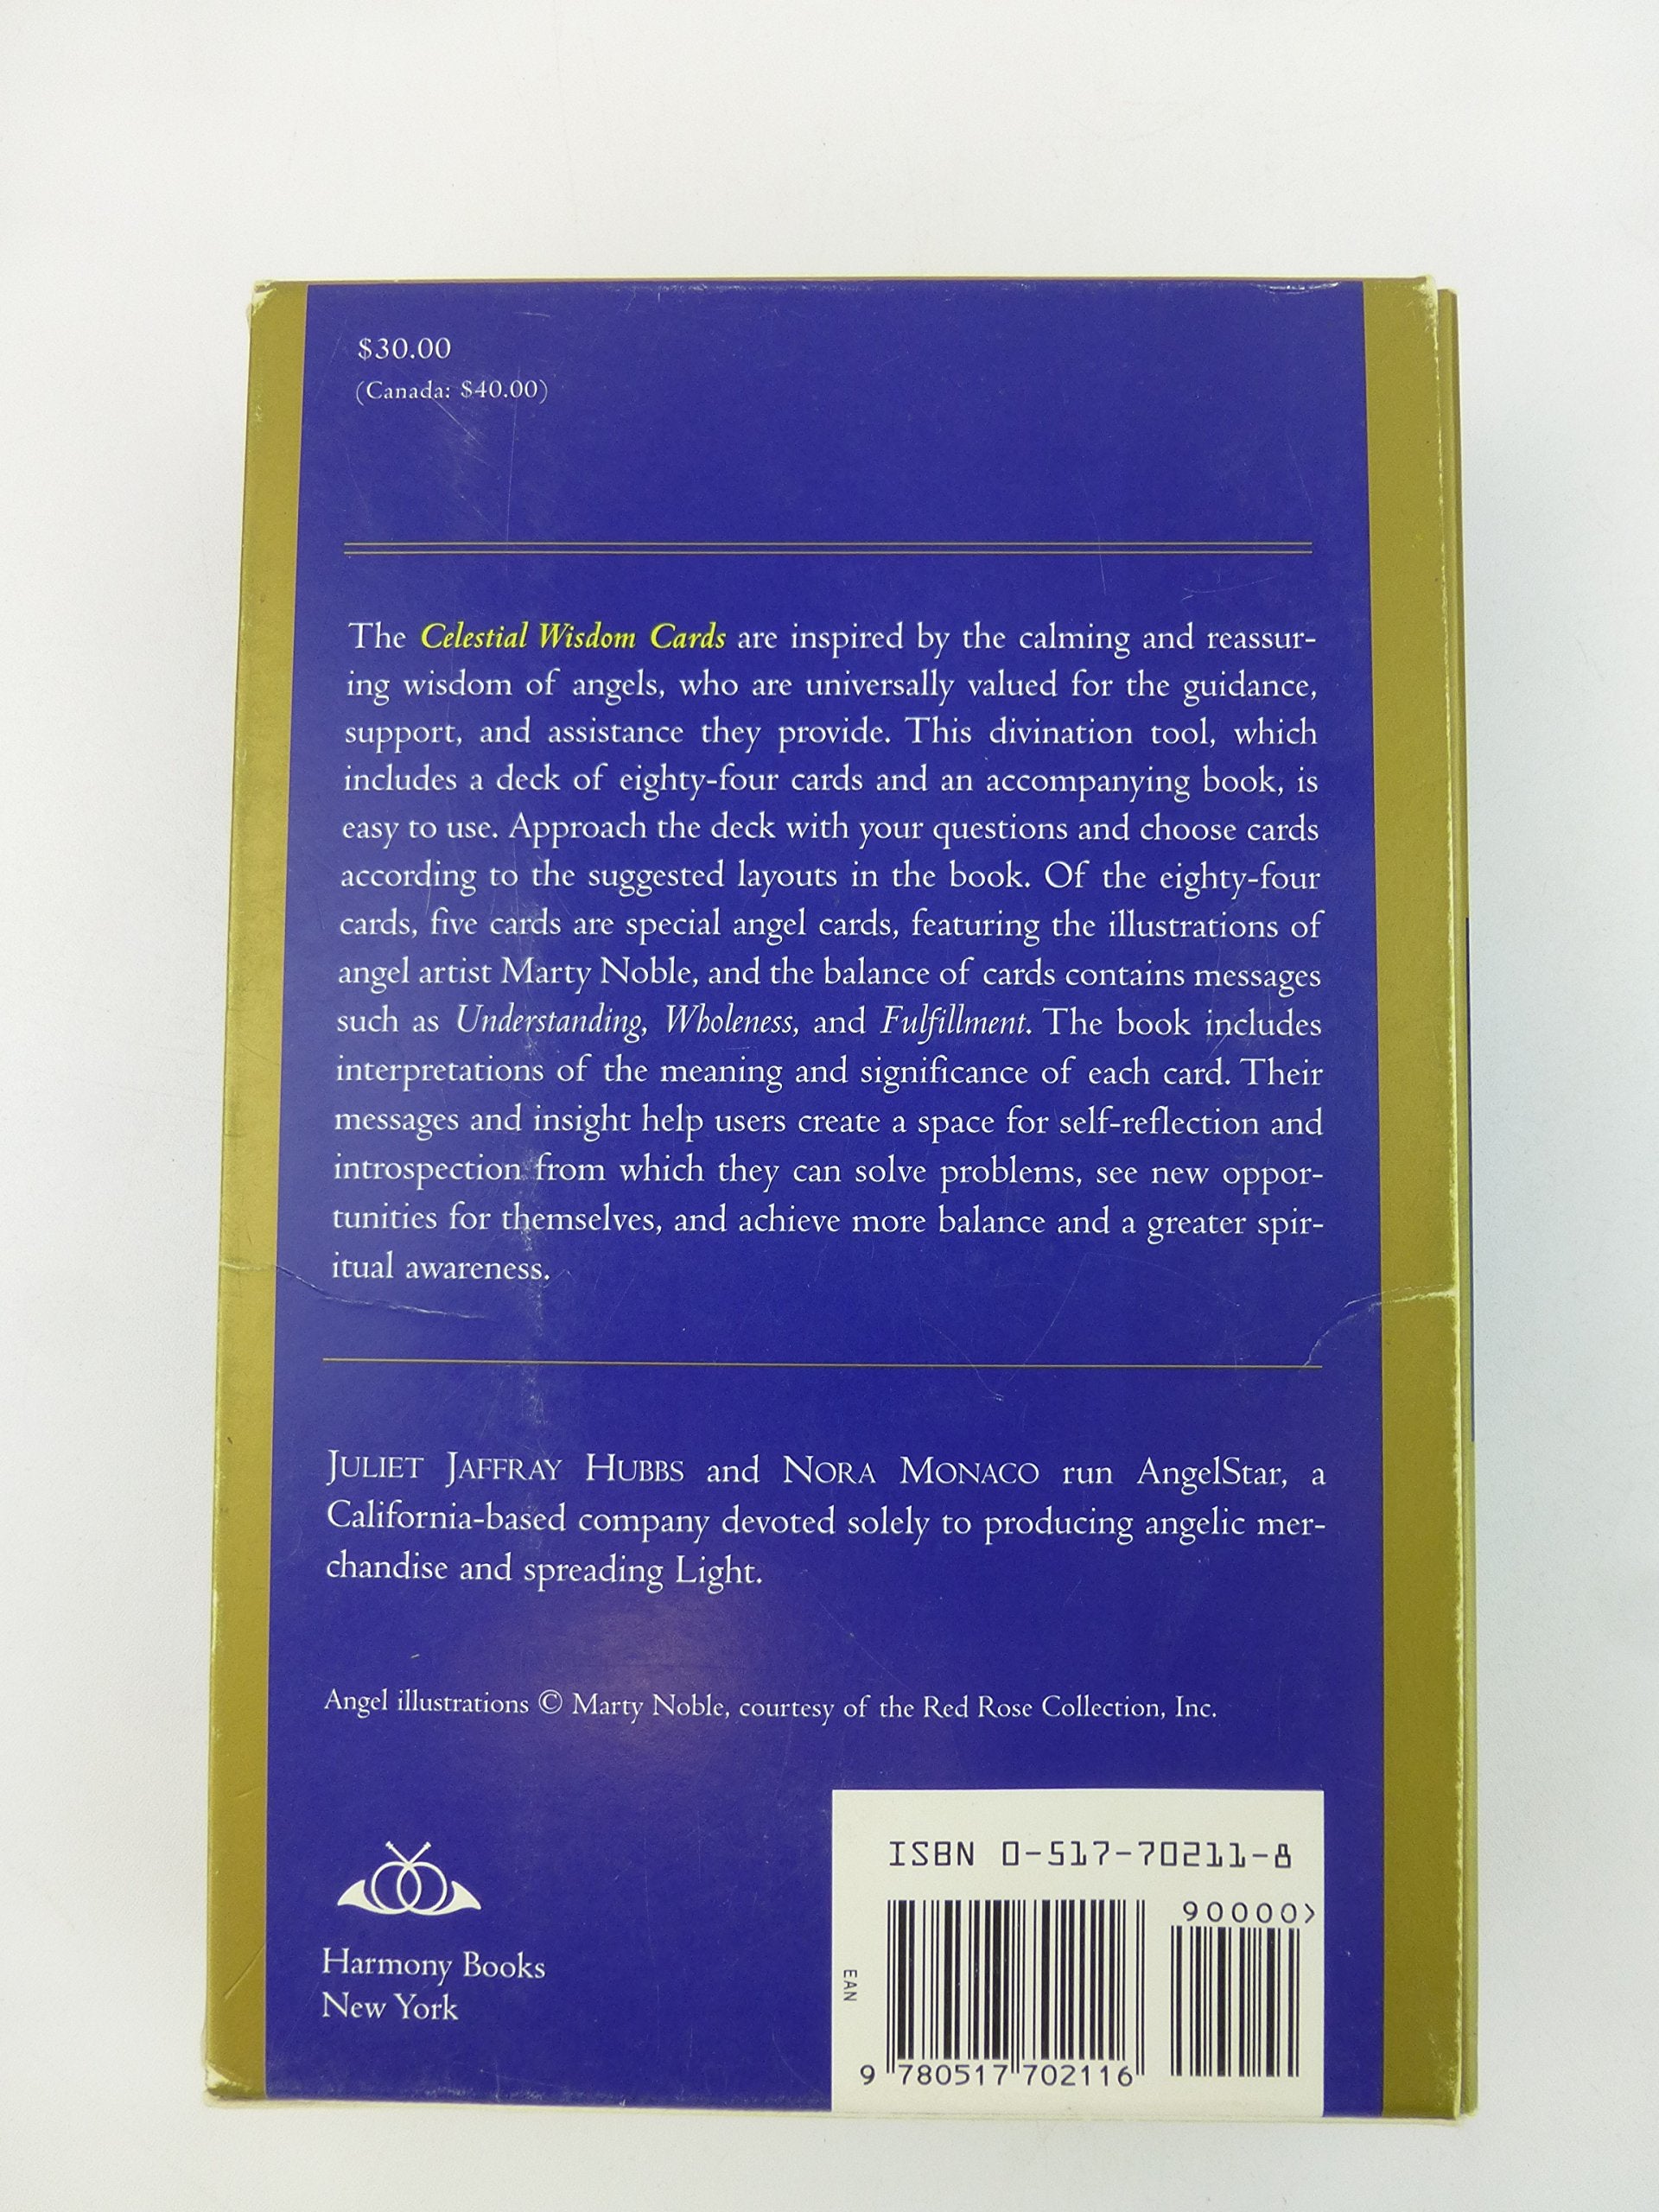 $30.00
(Canada: $40.00)
The Celestial Wisdom Cards are inspired by the calming and reassur-
ing wisdom of angels, who are universally valued for the guidance,
support, and assistance they provide. This divination tool, which
includes a deck of eighty-four cards and an accompanying book, is
easy to use. Approach the deck with your questions and choose cards
according to the suggested layouts in the book. Of the eighty-four
cards, five cards are special angel cards, featuring the illustrations of
angel artist Marty Noble, and the balance of cards contains messages
such as Understanding, Wholeness, and Fulfillment. The book includes
interpretations of the meaning and significance of each card. Their
messages and insight help users create a space for self-reflection and
introspection from which they can solve problems, see new oppor-
tunities for themselves, and achieve more balance and a greater spir-
itual awareness.
JULIET JAFFRAY HUBBS and NORA MONACO run AngelStar, a
California-based company devoted solely to producing angelic mer-
chandise and spreading Light.
Angel illustrations © Marty Noble, courtesy of the Red Rose Collection, Inc.
Harmony Books
New York
ISBN 0-517-70211-8
90000>
EAN
9 780517 702116